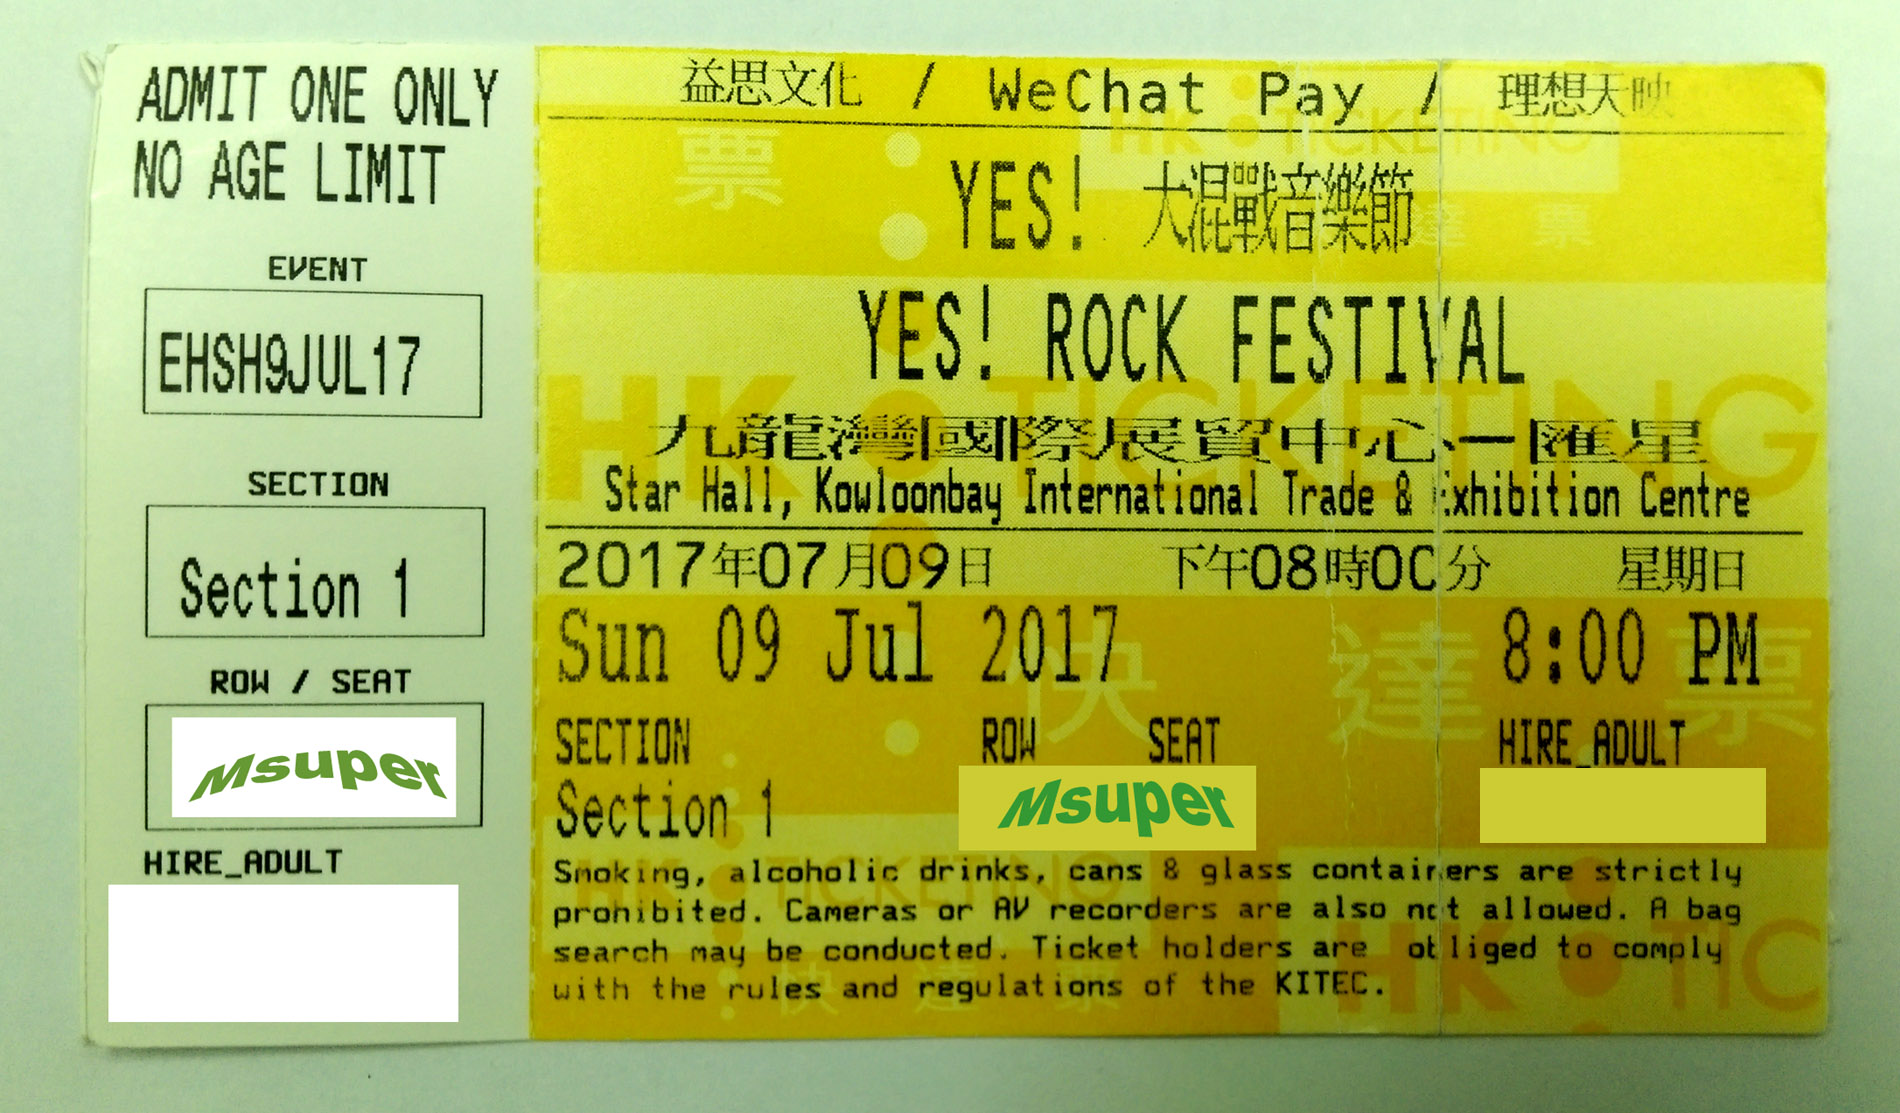 ADMIT ONE ONLY
NO AGE LIMIT
EVENT
EHSH9JUL17
SECTION
Section 1
ROW / SEAT
Msuper
HIRE_ADULT
益思文化 / WeChat Pay / 理想天映
YES! 大混戰音樂節
YES! ROCK FESTIVAL
九龍灣國際展貿中心—匯星
Star Hall, Kowloonbay International Trade & Exhibition Centre
2017年07月09日 下午08時00分 星期日
Sun 09 Jul 2017 8:00 PM
SECTION ROW SEAT HIRE_ADULT
Section 1 Msuper
Smoking, alcoholic drinks, cans & glass containers are strictly
prohibited. Cameras or AV recorders are also not allowed. A bag
search may be conducted. Ticket holders are obliged to comply
with the rules and regulations of the KITEC.
HK TICKETING
快達票